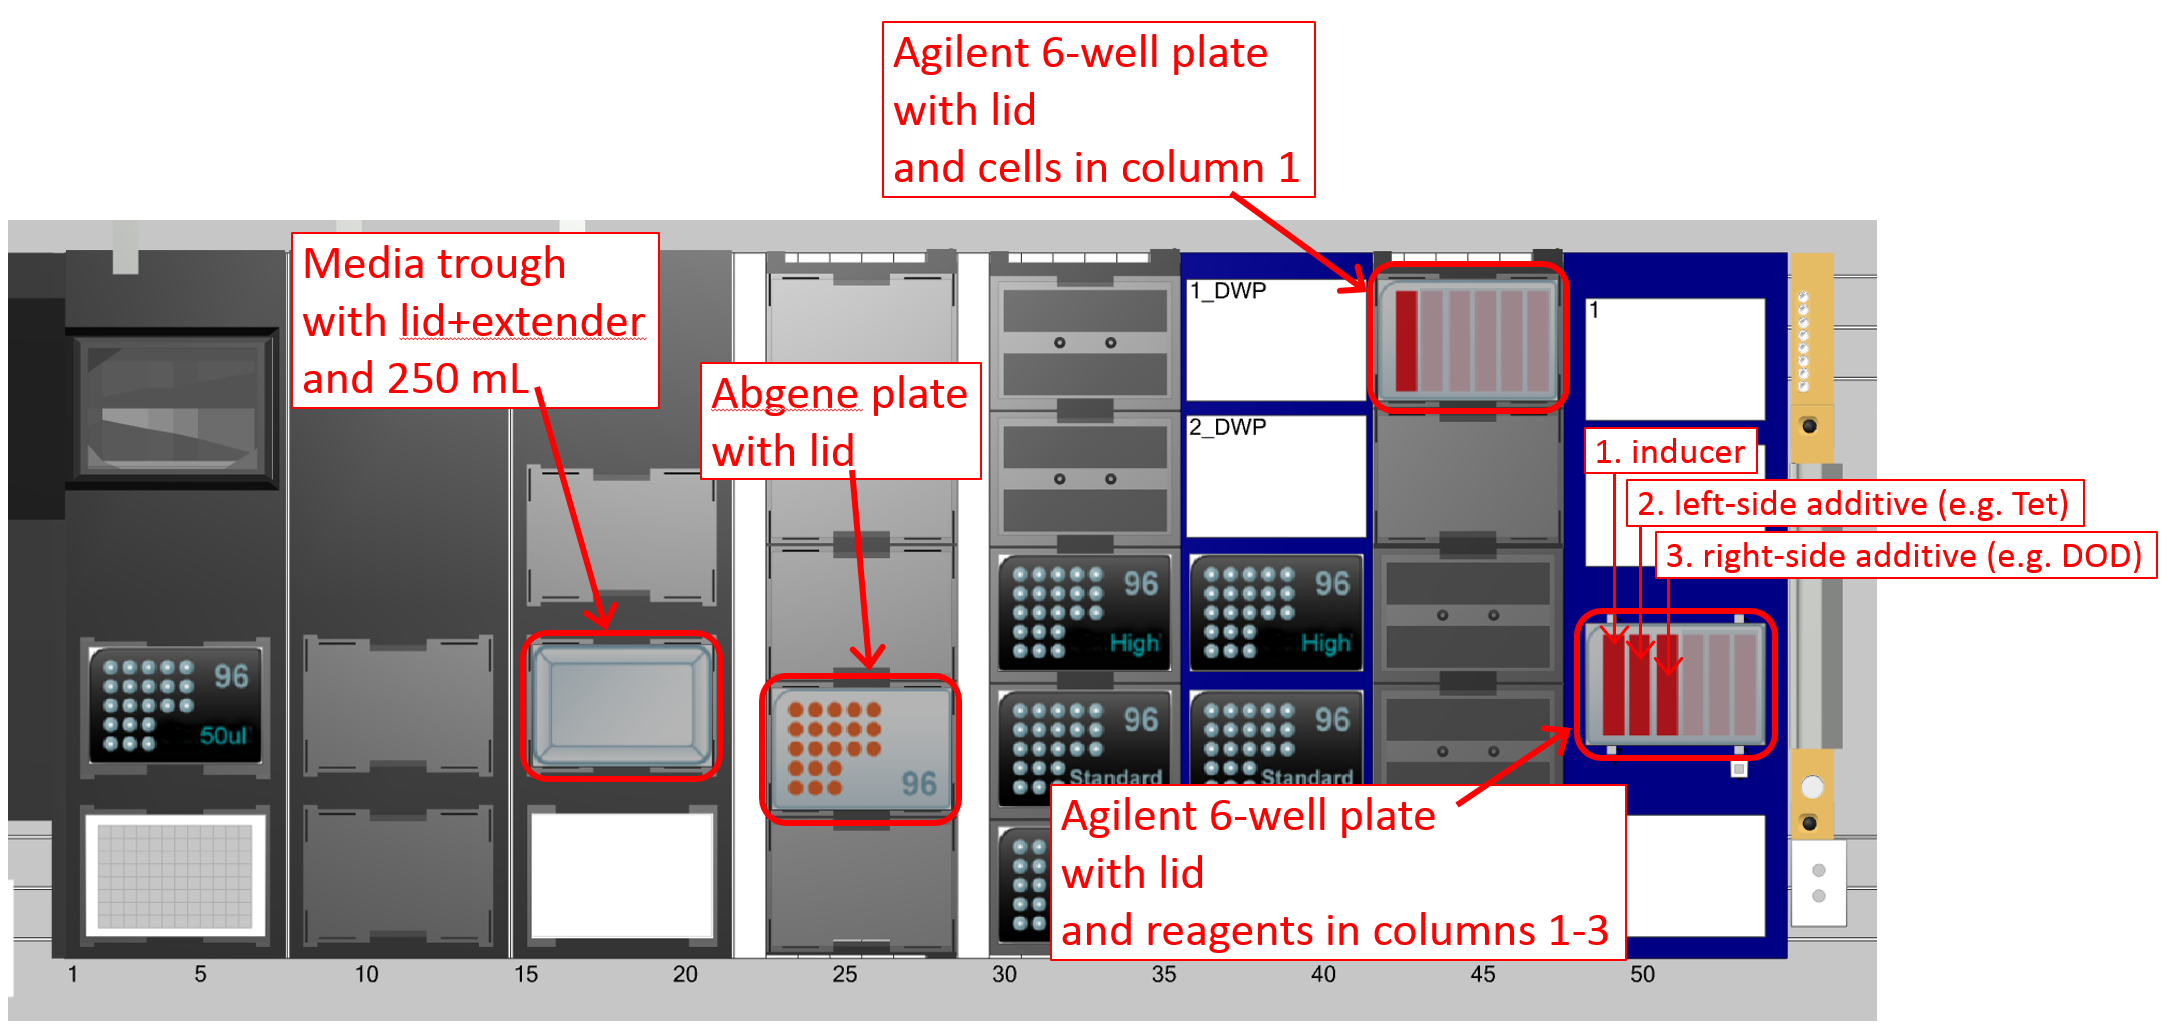 Agilent 6-well plate
with lid
and cells in column 1
Media trough
with lid+extender
and 250 mL
Abgene plate
with lid
1_DWP
2_DWP
1
1. inducer
2. left-side additive (e.g. Tet)
3. right-side additive (e.g. DOD)
96
High
96
High
96
50ul
96
Standard
96
Standard
96
Agilent 6-well plate
with lid
and reagents in columns 1-3
1 5 10 15 20 25 30 35 40 45 50